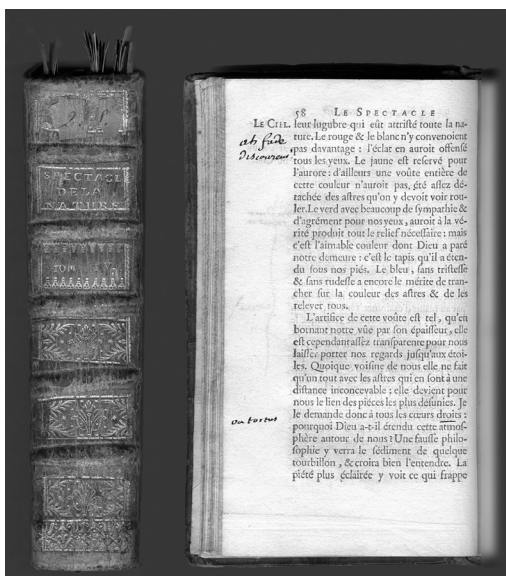 SPECTACL
DE LA
NATURE
TOM
58 LE SPECTACLE
LE CIEL. leur lugubre qui eſt attriſté toute la na-
ture. Le rouge & le blanc n'y convenoient
pas davantage : l'éclat en auroit offenſé
tous les yeux. Le jaune eſt reſervé pour
l'aurore : d'ailleurs une voûte entiére de
cette couleur n'auroit pas, été aſſez dé-
tachée des aſtres qu'on y devoit voir rou-
ler. Le verd avec beaucoup de ſympathie &
d'agrément pour nos yeux, auroit à la vé-
rité produit tout le relief néceſſaire : mais
c'eſt l'aimable couleur dont Dieu a paré
notre demeure : c'eſt le tapis qu'il a éten-
du ſous nos piés. Le bleu, ſans triſteſſe
& ſans rudeſſe a encore le mérite de tran-
cher ſur la couleur des aſtres & de les
relever tous.
L'artifice de cette voûte eſt tel, qu'en
bornant notre vûe par ſon épaiſſeur, elle
eſt cependant aſſez tranſparente pour nous
laiſſer porter nos regards juſqu'aux étoi-
les. Quoique voiſine de nous elle ne fait
qu'un tout avec les aſtres qui en ſont à une
diſtance inconcevable : elle devient pour
nous le lien des piéces les plus déſunies. Je
le demande donc à tous les cœurs droits :
pourquoi Dieu a-t-il étendu cette atmoſ-
phère autour de nous ? Une fauſſe philo-
ſophie y verra le ſédiment de quelque
tourbillon, & croira bien l'entendre. La
piété plus éclairée y voit ce qui frappe
ah fade
discoureur
ou tortus